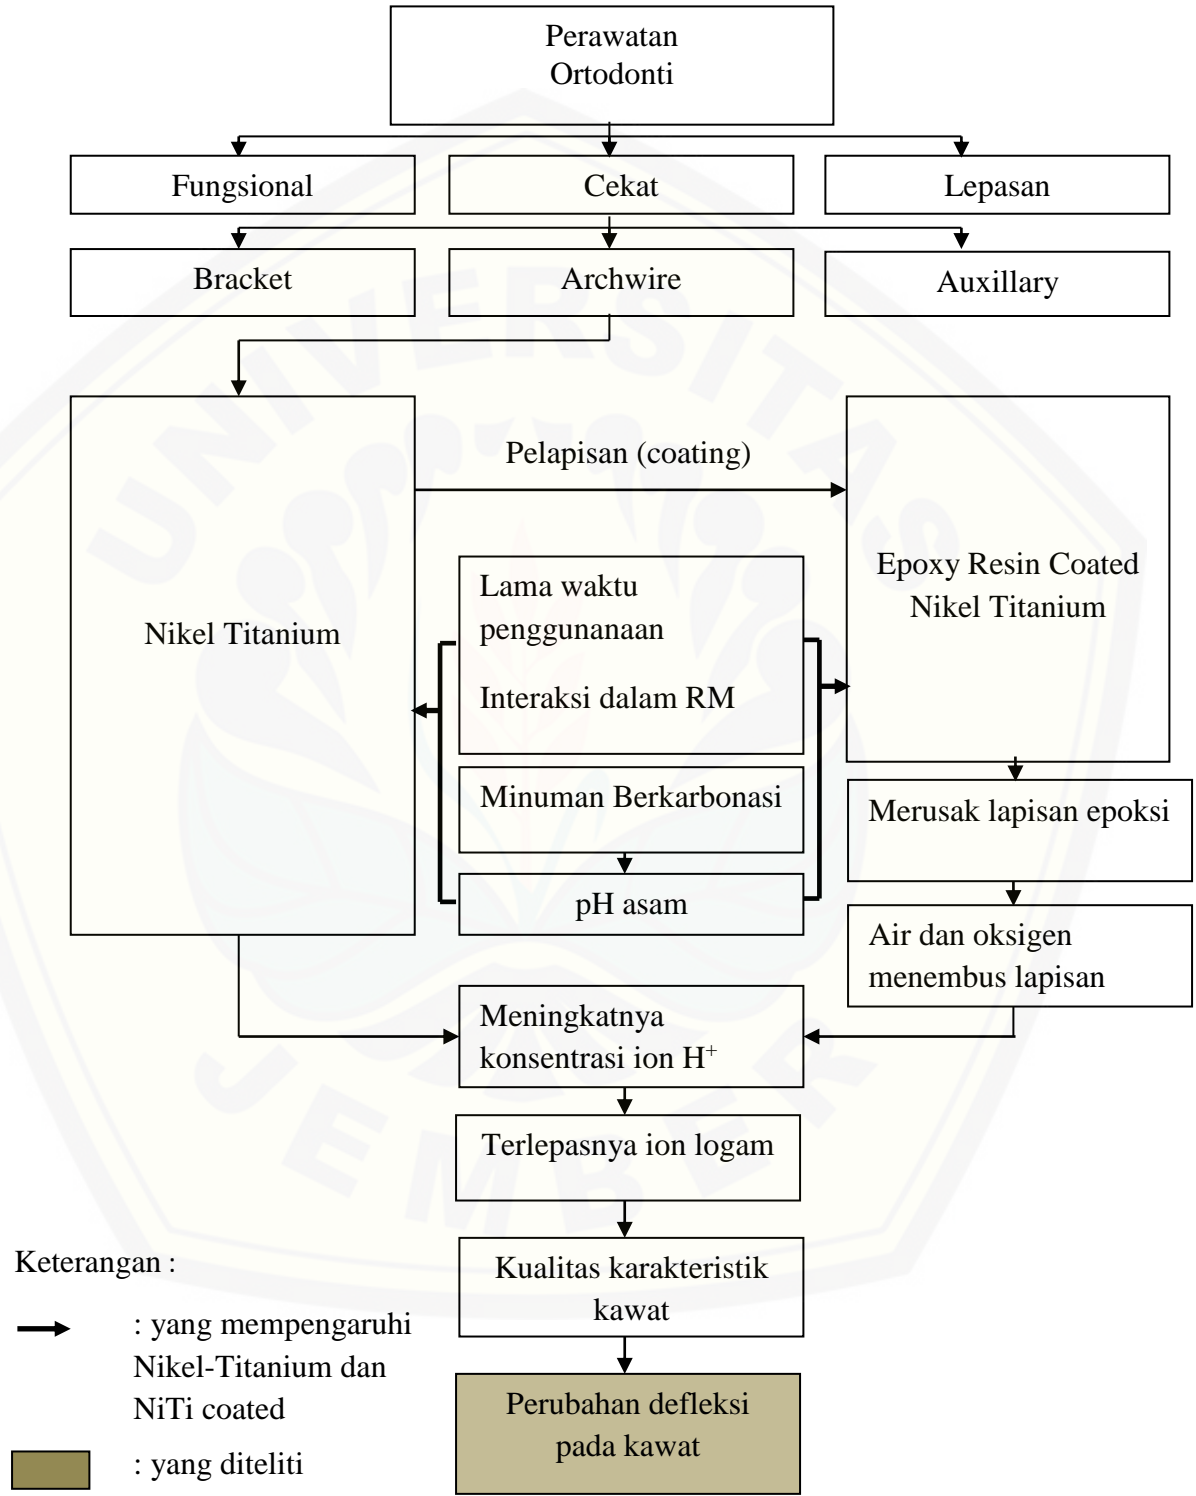 Perawatan
Ortodonti
Fungsional
Cekat
Lepasan
Bracket
Archwire
Auxillary
Pelapisan (coating)
Nikel Titanium
Epoxy Resin Coated
Nikel Titanium
Lama waktu
penggunanaan
Interaksi dalam RM
Minuman Berkarbonasi
pH asam
Merusak lapisan epoksi
Air dan oksigen
menembus lapisan
Meningkatnya
konsentrasi ion H⁺
Terlepasnya ion logam
Kualitas karakteristik
kawat
Perubahan defleksi
pada kawat
Keterangan :
: yang mempengaruhi
Nikel-Titanium dan
NiTi coated
: yang diteliti
UNIVERSITAS
JEMBER